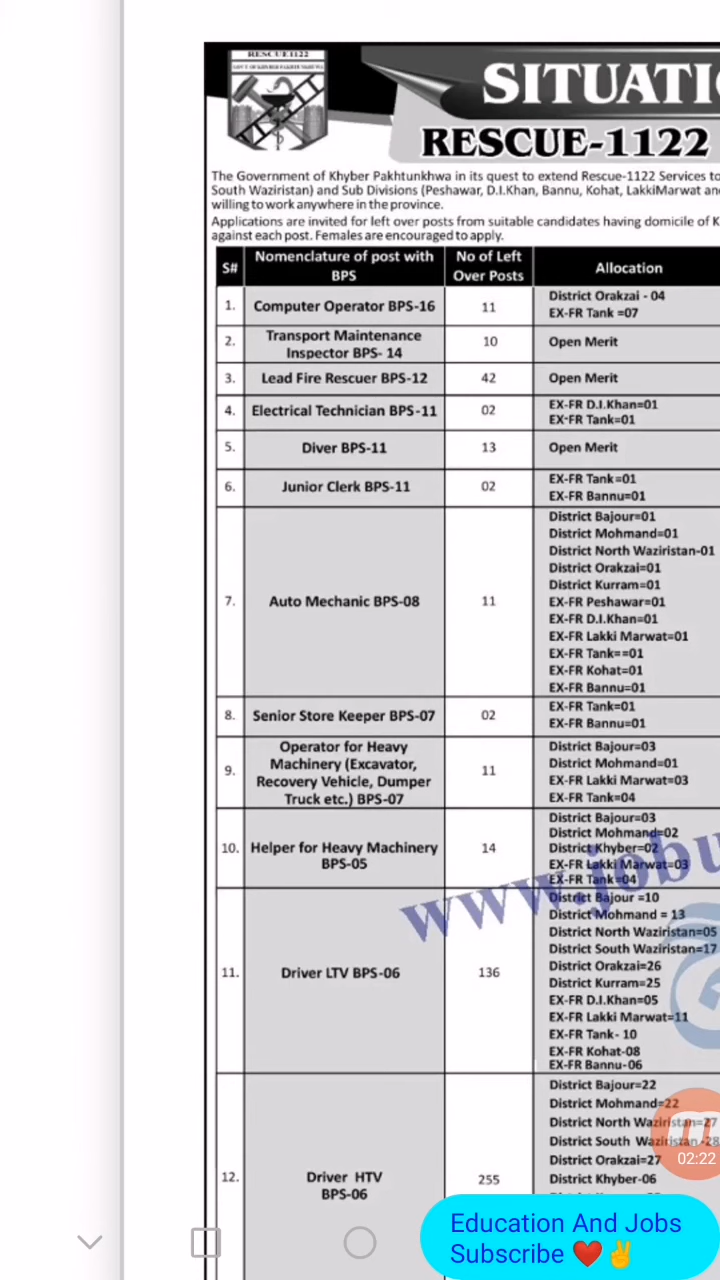 RESCUE1122
GOVT OF KHYBER PAKHTUNKHWA
SITUATI
RESCUE-1122
The Government of Khyber Pakhtunkhwa in its quest to extend Rescue-1122 Services to
South Waziristan) and Sub Divisions (Peshawar, D.I.Khan, Bannu, Kohat, LakkiMarwat an
willing to work anywhere in the province.
Applications are invited for left over posts from suitable candidates having domicile of K
against each post. Females are encouraged to apply.
S# Nomenclature of post with BPS No of Left Over Posts Allocation
1. Computer Operator BPS-16 11 District Orakzai - 04
EX-FR Tank =07
2. Transport Maintenance Inspector BPS- 14 10 Open Merit
3. Lead Fire Rescuer BPS-12 42 Open Merit
4. Electrical Technician BPS-11 02 EX-FR D.I.Khan=01
EX-FR Tank=01
5. Diver BPS-11 13 Open Merit
6. Junior Clerk BPS-11 02 EX-FR Tank=01
EX-FR Bannu=01
7. Auto Mechanic BPS-08 11 District Bajour=01
District Mohmand=01
District North Waziristan-01
District Orakzai=01
District Kurram=01
EX-FR Peshawar=01
EX-FR D.I.Khan=01
EX-FR Lakki Marwat=01
EX-FR Tank==01
EX-FR Kohat=01
EX-FR Bannu=01
8. Senior Store Keeper BPS-07 02 EX-FR Tank=01
EX-FR Bannu=01
9. Operator for Heavy Machinery (Excavator, Recovery Vehicle, Dumper Truck etc.) BPS-07 11 District Bajour=03
District Mohmand=01
EX-FR Lakki Marwat=03
EX-FR Tank=04
10. Helper for Heavy Machinery BPS-05 14 District Bajour=03
District Mohmand=02
District Khyber=02
EX-FR Lakki Marwat=03
EX-FR Tank=04
www.jobu
11. Driver LTV BPS-06 136 District Bajour =10
District Mohmand = 13
District North Waziristan=05
District South Waziristan=17
District Orakzai=26
District Kurram=25
EX-FR D.I.Khan=05
EX-FR Lakki Marwat=11
EX-FR Tank- 10
EX-FR Kohat-08
EX-FR Bannu-06
12. Driver HTV BPS-06 255 District Bajour=22
District Mohmand=22
District North Waziristan=27
District South Waziristan-28
District Orakzai=27
District Khyber-06
02:22
Education And Jobs
Subscribe ❤️✌️